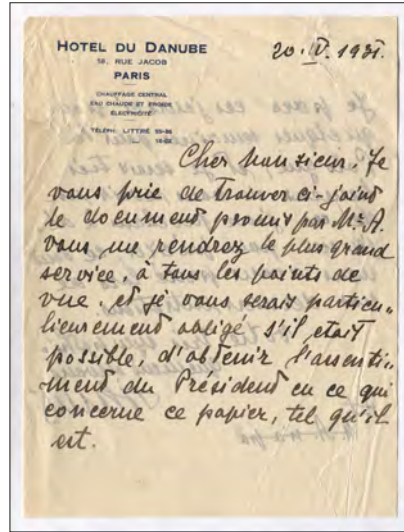 HOTEL DU DANUBE
58, RUE JACOB
PARIS
CHAUFFAGE CENTRAL
EAU CHAUDE ET FROIDE
ÉLECTRICITÉ
TÉLÉPH. LITTRÉ
20. IV. 1931.
Cher monsieur, Je
vous prie de trouver ci-joint
le document promis par Mr. A.
vous me rendrez le plus grand
service, à tous les points de
vue, et je vous serais particu„
lierement obligé s'il etait
possible, d'obtenir l'assenti„
ment du Président en ce qui
concerne ce papier, tel qu'il
est.